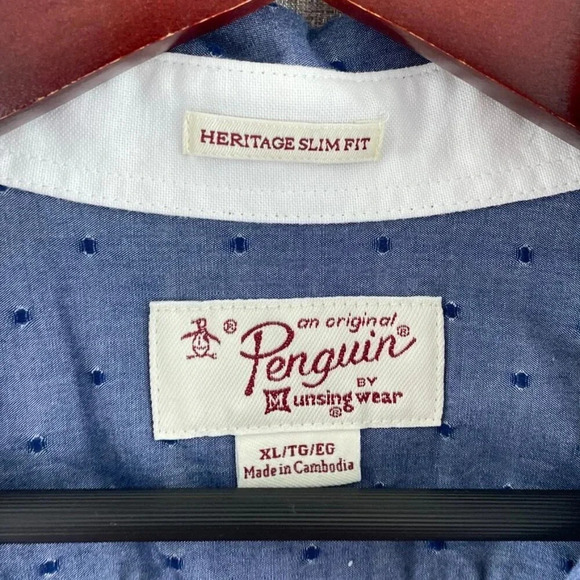 HERITAGE SLIM FIT
® an original
Penguin®
BY
Munsingwear
®
XL/TG/EG
Made in Cambodia